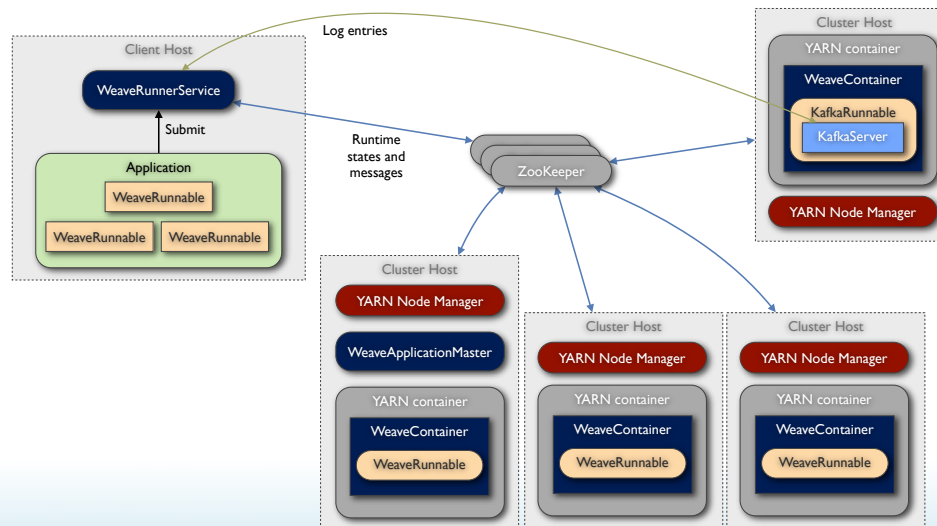 Log entries
Client Host
WeaveRunnerService
Submit
Application
WeaveRunnable
WeaveRunnable
WeaveRunnable
Runtime
states and
messages
ZooKeeper
Cluster Host
YARN container
WeaveContainer
KafkaRunnable
KafkaServer
YARN Node Manager
Cluster Host
YARN Node Manager
WeaveApplicationMaster
YARN container
WeaveContainer
WeaveRunnable
Cluster Host
YARN Node Manager
YARN container
WeaveContainer
WeaveRunnable
Cluster Host
YARN Node Manager
YARN container
WeaveContainer
WeaveRunnable